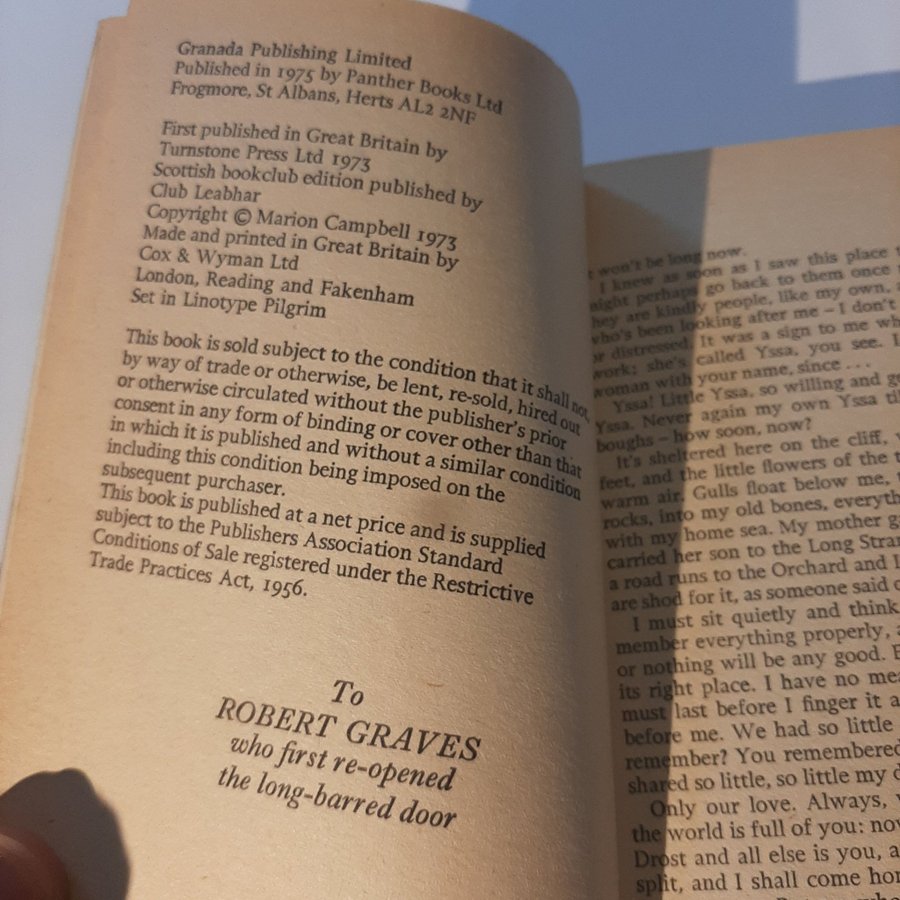 Granada Publishing Limited
Published in 1975 by Panther Books Ltd
Frogmore, St Albans, Herts AL2 2NF
First published in Great Britain by
Turnstone Press Ltd 1973
Scottish bookclub edition published by
Club Leabhar
Copyright © Marion Campbell 1973
Made and printed in Great Britain by
Cox & Wyman Ltd
London, Reading and Fakenham
Set in Linotype Pilgrim
This book is sold subject to the condition that it shall not,
by way of trade or otherwise, be lent, re-sold, hired out
or otherwise circulated without the publisher's prior
consent in any form of binding or cover other than that
in which it is published and without a similar condition
including this condition being imposed on the
subsequent purchaser.
This book is published at a net price and is supplied
subject to the Publishers Association Standard
Conditions of Sale registered under the Restrictive
Trade Practices Act, 1956.
To
ROBERT GRAVES
who first re-opened
the long-barred door
won't be long now.
I knew as soon as I saw this place
night perhaps go back to them once
they are kindly people, like my own,
who's been looking after me – I don't
or distressed. It was a sign to me
work: she's called Yssa, you see. I
woman with your name, since ...
Yssa! Little Yssa, so willing and
Yssa. Never again my own Yssa
boughs – how soon, now?
It's sheltered here on the cliff,
feet, and the little flowers of the
warm air. Gulls float below me,
rocks, into my old bones,
with my home sea. My mother
carried her son to the Long
a road runs to the Orchard and
are shod for it, as someone said
I must sit quietly and think
member everything properly,
or nothing will be any good.
its right place. I have no
must last before I finger it
before me. We had so little
remember? You remembered
shared so little, so little my
Only our love. Always,
the world is full of you:
Drost and all else is you,
split, and I shall come